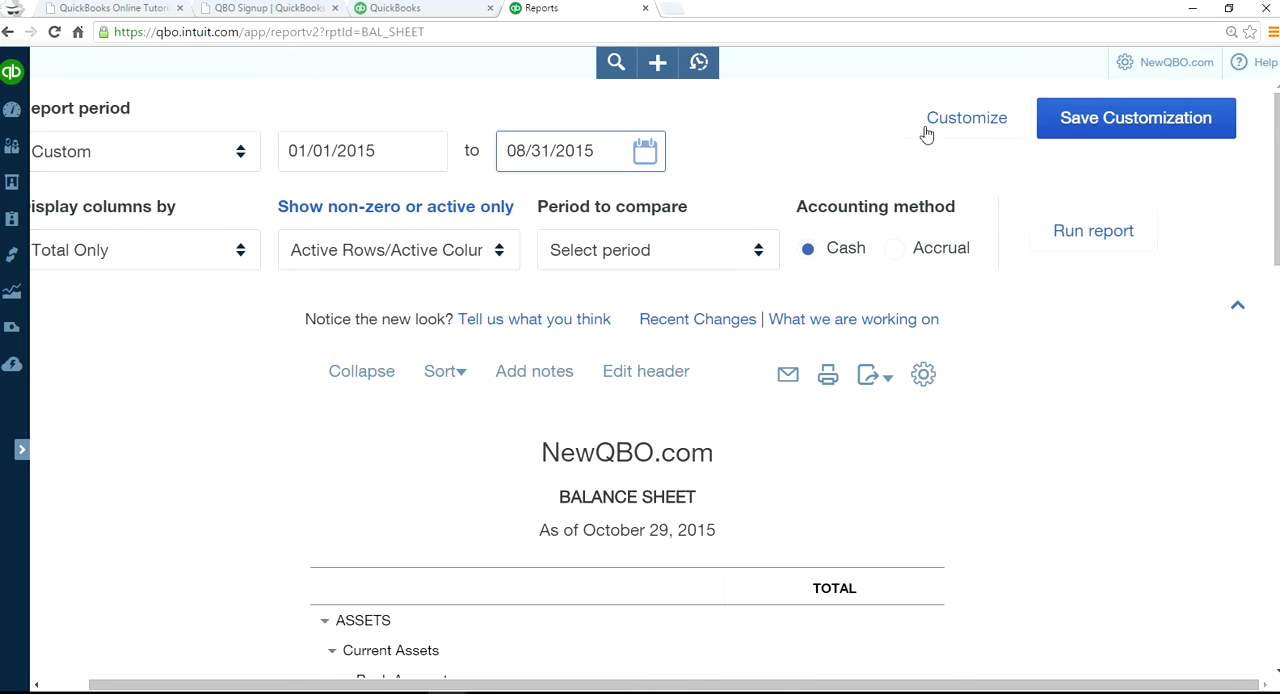 QuickBooks Online Tutori
QBO Signup | QuickBooks
QuickBooks
Reports
https://qbo.intuit.com/app/reportv2?rptId=BAL_SHEET
qb
NewQBO.com
Help
eport period
Customize
Save Customization
Custom
01/01/2015
to
08/31/2015
isplay columns by
Show non-zero or active only
Period to compare
Accounting method
Total Only
Active Rows/Active Colur
Select period
Cash
Accrual
Run report
Notice the new look? Tell us what you think
Recent Changes | What we are working on
Collapse
Sort
Add notes
Edit header
NewQBO.com
BALANCE SHEET
As of October 29, 2015
TOTAL
ASSETS
Current Assets